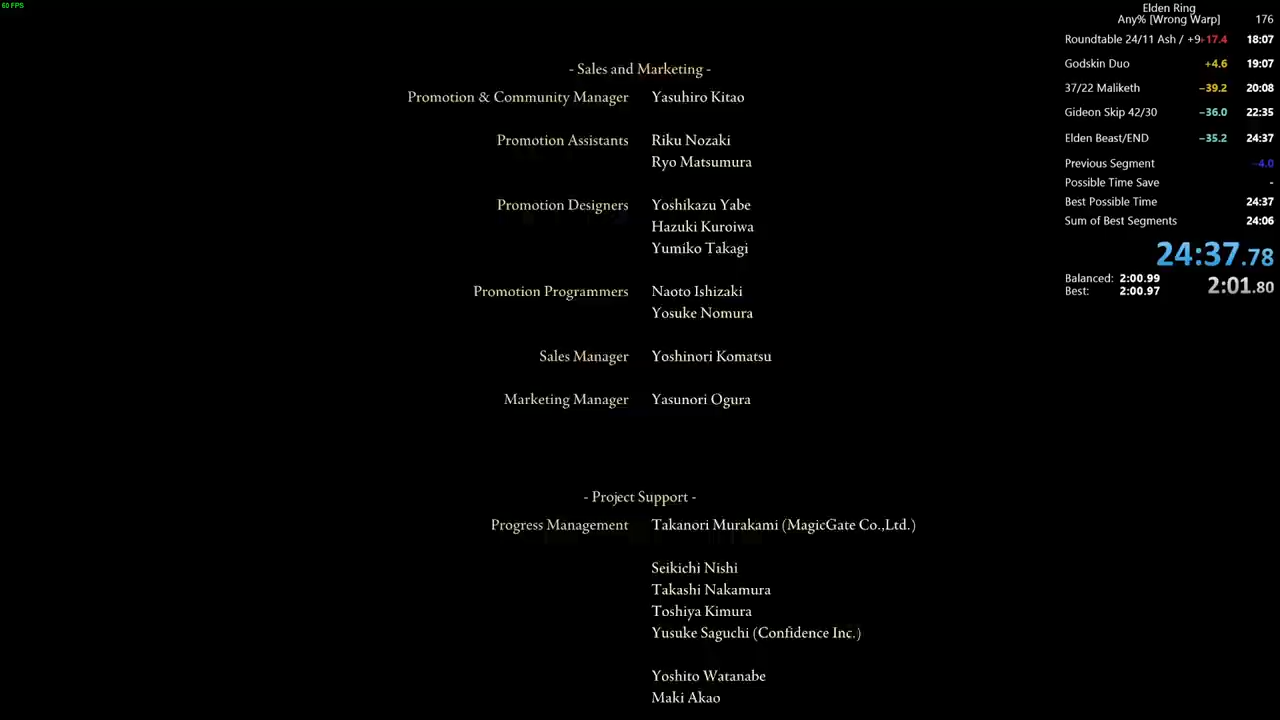 60 FPS
Elden Ring
Any% [Wrong Warp] 176
Roundtable 24/11 Ash / +9 +17.4 18:07
Godskin Duo +4.6 19:07
37/22 Maliketh −39.2 20:08
Gideon Skip 42/30 −36.0 22:35
Elden Beast/END −35.2 24:37
Previous Segment −4.0
Possible Time Save -
Best Possible Time 24:37
Sum of Best Segments 24:06
24:37.78
Balanced: 2:00.99
Best: 2:00.97
2:01.80
- Sales and Marketing -
Promotion & Community Manager Yasuhiro Kitao
Promotion Assistants Riku Nozaki
Ryo Matsumura
Promotion Designers Yoshikazu Yabe
Hazuki Kuroiwa
Yumiko Takagi
Promotion Programmers Naoto Ishizaki
Yosuke Nomura
Sales Manager Yoshinori Komatsu
Marketing Manager Yasunori Ogura
- Project Support -
Progress Management Takanori Murakami (MagicGate Co.,Ltd.)
Seikichi Nishi
Takashi Nakamura
Toshiya Kimura
Yusuke Saguchi (Confidence Inc.)
Yoshito Watanabe
Maki Akao